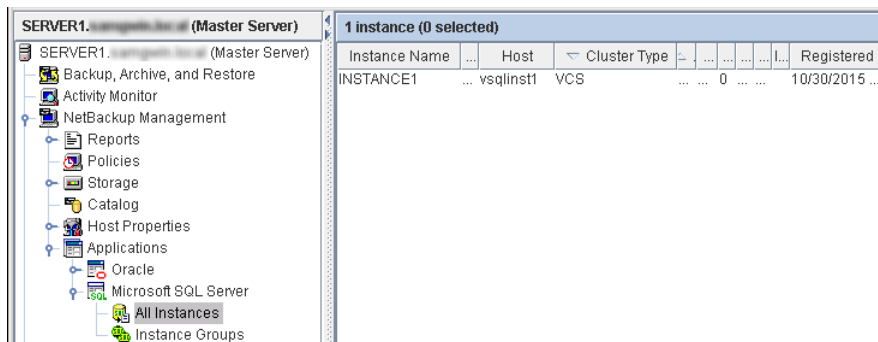 SERVER1. (Master Server)
1 instance (0 selected)
SERVER1. (Master Server)
Backup, Archive, and Restore
Activity Monitor
NetBackup Management
Reports
Policies
Storage
Catalog
Host Properties
Applications
Oracle
Microsoft SQL Server
All Instances
Instance Groups
Instance Name ... Host Cluster Type . ... ... ... ... I... Registered
INSTANCE1 ... vsqlinst1 VCS ... ... 0 ... ... 10/30/2015 ...